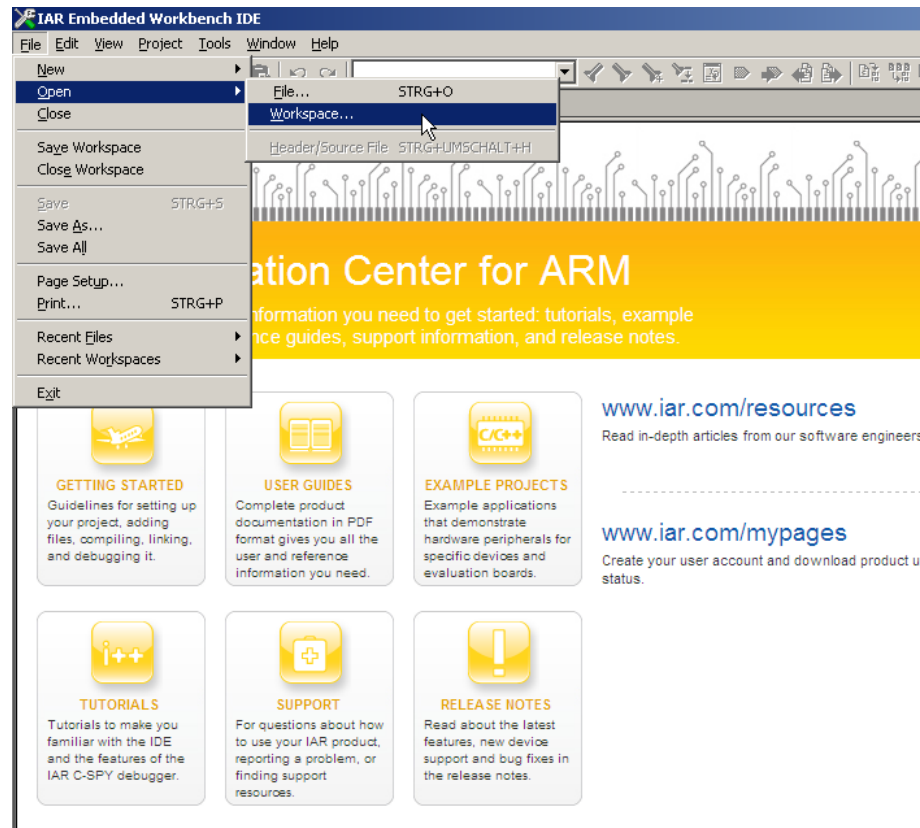 IAR Embedded Workbench IDE
File Edit View Project Tools Window Help
New
Open
Close
Save Workspace
Close Workspace
Save STRG+S
Save As...
Save All
Page Setup...
Print... STRG+P
Recent Files
Recent Workspaces
Exit
File... STRG+O
Workspace...
Header/Source File STRG+UMSCHALT+H
ation Center for ARM
nformation you need to get started: tutorials, example
nce guides, support information, and release notes.
GETTING STARTED
Guidelines for setting up
your project, adding
files, compiling, linking,
and debugging it.
USER GUIDES
Complete product
documentation in PDF
format gives you all the
user and reference
information you need.
C/C++
EXAMPLE PROJECTS
Example applications
that demonstrate
hardware peripherals for
specific devices and
evaluation boards.
www.iar.com/resources
Read in-depth articles from our software engineers
www.iar.com/mypages
Create your user account and download product u
status.
i++
TUTORIALS
Tutorials to make you
familiar with the IDE
and the features of the
IAR C-SPY debugger.
SUPPORT
For questions about how
to use your IAR product,
reporting a problem, or
finding support
resources.
RELEASE NOTES
Read about the latest
features, new device
support and bug fixes in
the release notes.